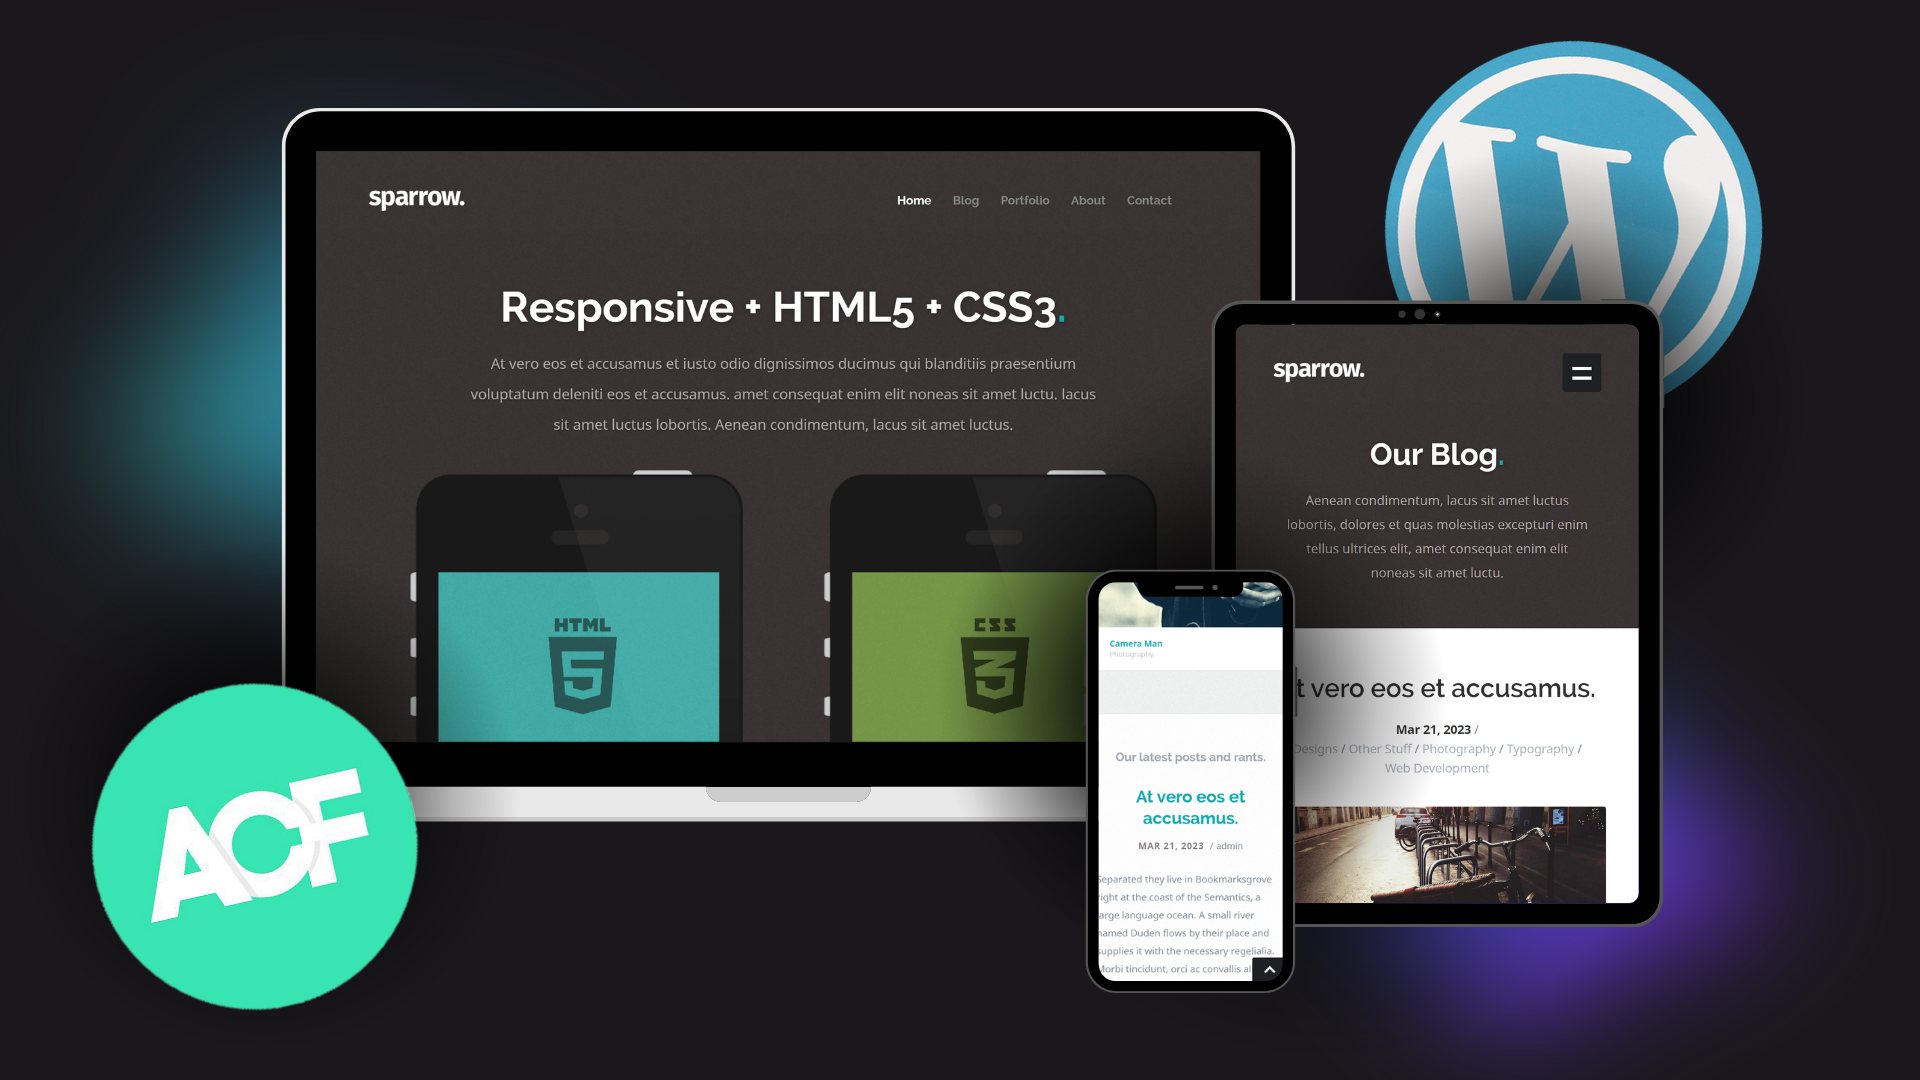 sparrow.
Home Blog Portfolio About Contact
Responsive + HTML5 + CSS3.
At vero eos et accusamus et iusto odio dignissimos ducimus qui blanditiis praesentium
voluptatum deleniti eos et accusamus. amet consequat enim elit noneas sit amet luctu. lacus
sit amet luctus lobortis. Aenean condimentum, lacus sit amet luctus.
HTML
5
CSS
3
ACF
W
sparrow.
Our Blog.
Aenean condimentum, lacus sit amet luctus
lobortis, dolores et quas molestias excepturi enim
tellus ultrices elit, amet consequat enim elit
noneas sit amet luctu.
t vero eos et accusamus.
Mar 21, 2023 /
Designs / Other Stuff / Photography / Typography /
Web Development
Camera Man
Photography
Our latest posts and rants.
At vero eos et
accusamus.
MAR 21, 2023 / admin
Separated they live in Bookmarksgrove
right at the coast of the Semantics, a
large language ocean. A small river
named Duden flows by their place and
supplies it with the necessary regelialia.
Morbi tincidunt, orci ac convallis al